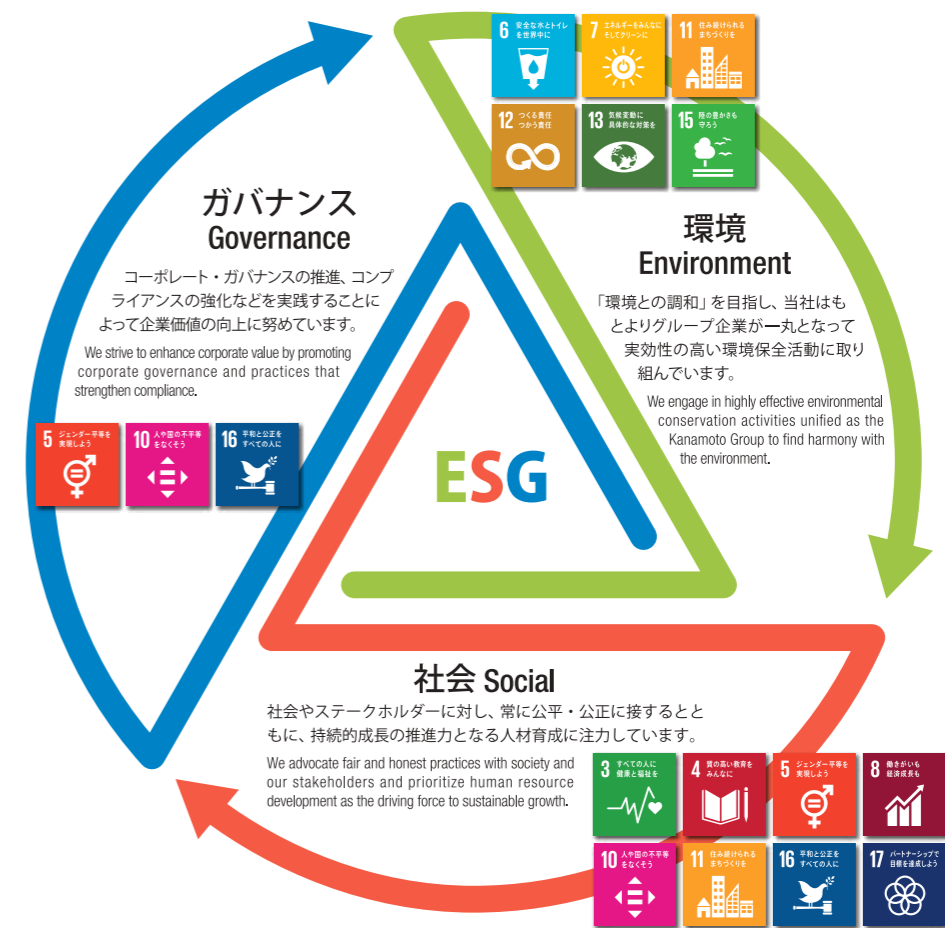 6 安全な水とトイレ
を世界中に
7 エネルギーをみんなに
そしてクリーンに
11 住み続けられる
まちづくりを
12 つくる責任
つかう責任
13 気候変動に
具体的な対策を
15 陸の豊かさも
守ろう
ガバナンス
Governance
コーポレート・ガバナンスの推進、コンプ
ライアンスの強化などを実践することに
よって企業価値の向上に努めています。
We strive to enhance corporate value by promoting
corporate governance and practices that
strengthen compliance.
5 ジェンダー平等を
実現しよう
10 人や国の不平等
をなくそう
16 平和と公正を
すべての人に
環境
Environment
「環境との調和」を目指し、当社はも
とよりグループ企業が一丸となって
実効性の高い環境保全活動に取り
組んでいます。
We engage in highly effective environmental
conservation activities unified as the
Kanamoto Group to find harmony with
the environment.
ESG
社会 Social
社会やステークホルダーに対し、常に公平・公正に接するとと
もに、持続的成長の推進力となる人材育成に注力しています。
We advocate fair and honest practices with society and
our stakeholders and prioritize human resource
development as the driving force to sustainable growth.
3 すべての人に
健康と福祉を
4 質の高い教育を
みんなに
5 ジェンダー平等を
実現しよう
8 働きがいも
経済成長も
10 人や国の不平等
をなくそう
11 住み続けられる
まちづくりを
16 平和と公正を
すべての人に
17 パートナーシップで
目標を達成しよう